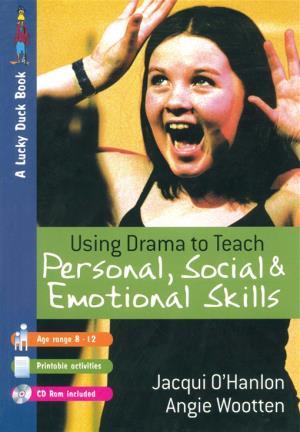 A Lucky Duck Book
Using Drama to Teach
Personal, Social &
Emotional Skills
Age range 8 - 12
Printable activities
CD Rom included
Jacqui O'Hanlon
Angie Wootten